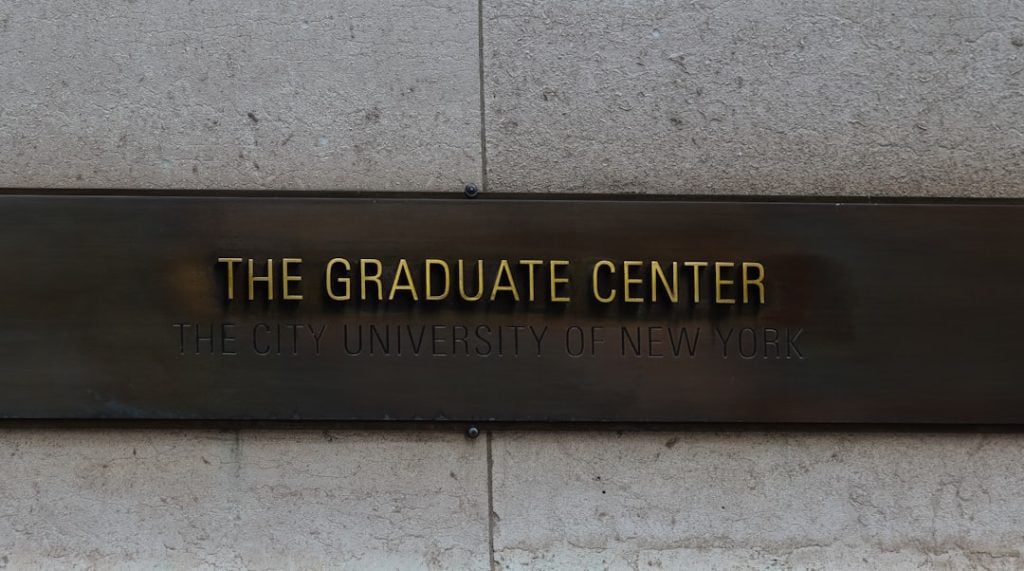 THE GRADUATE CENTER
THE CITY UNIVERSITY OF NEW YORK